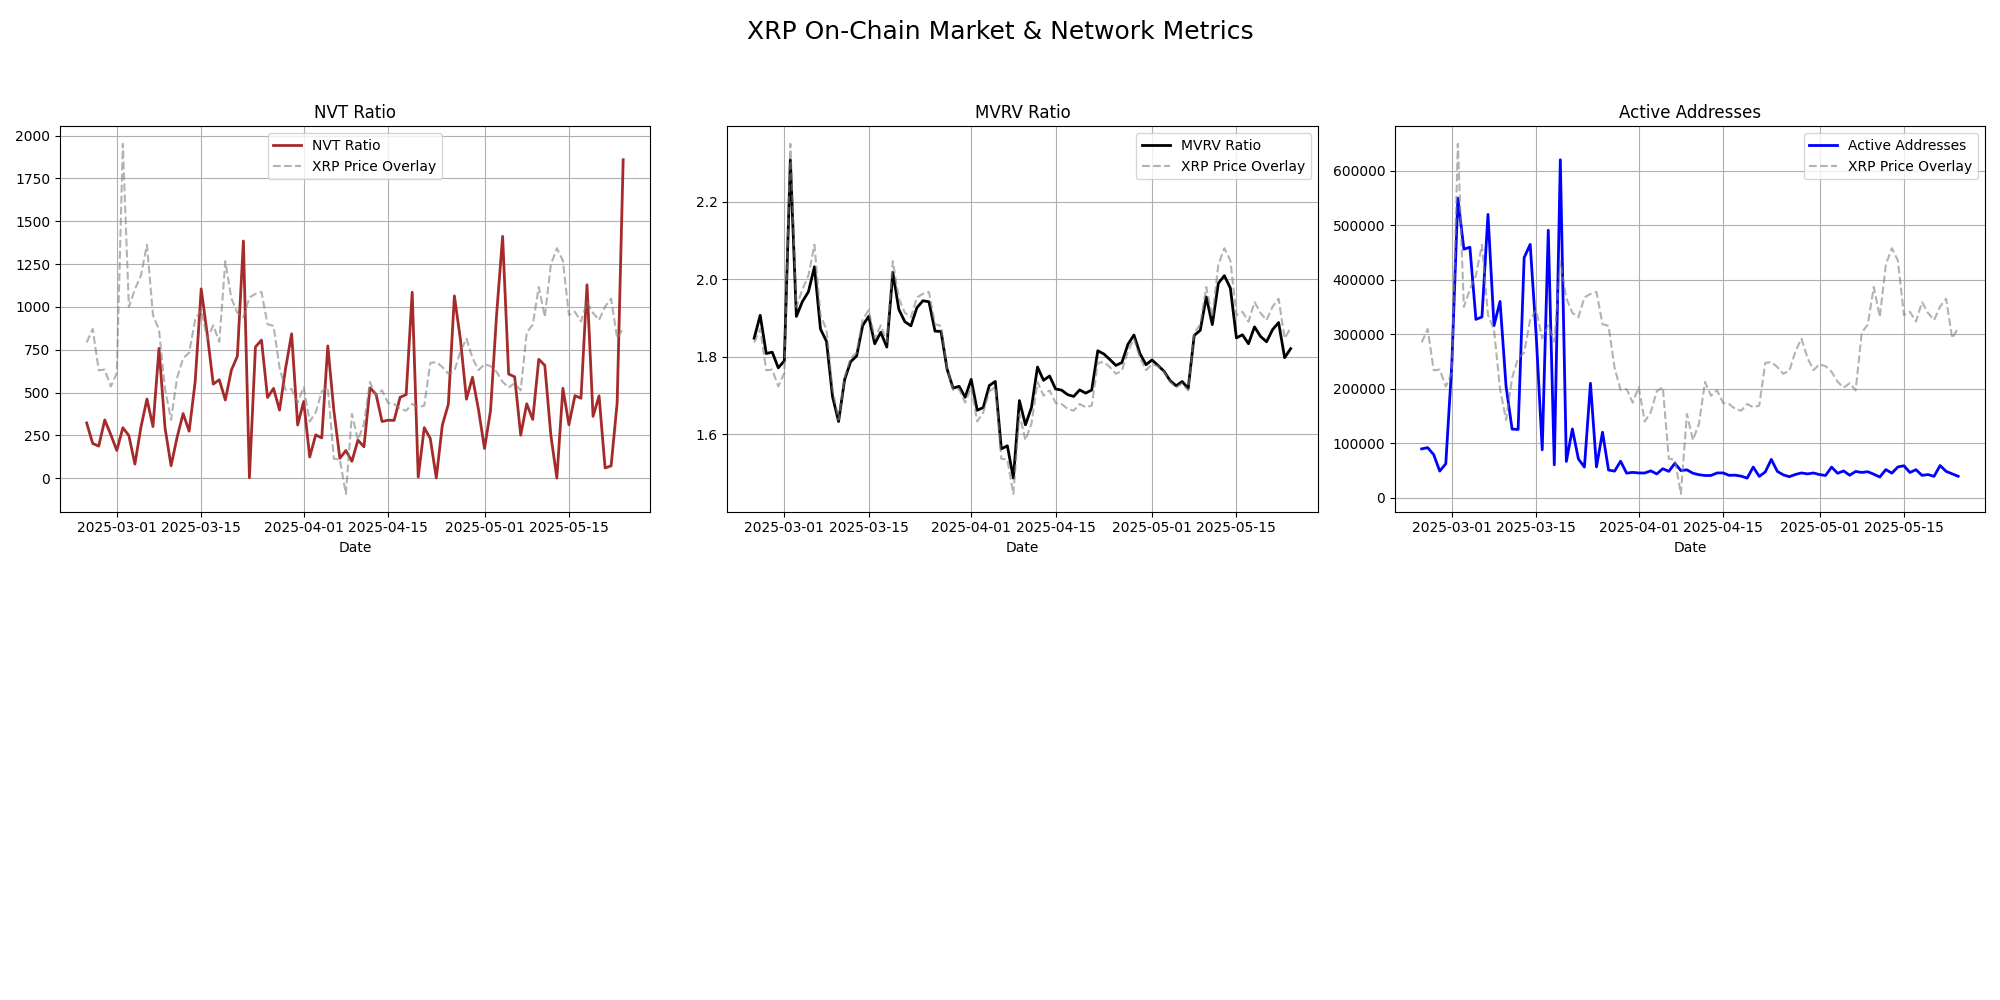 XRP On-Chain Market & Network Metrics
NVT Ratio
NVT Ratio
XRP Price Overlay
2000
1750
1500
1250
1000
750
500
250
0
2025-03-01 2025-03-15 2025-04-01 2025-04-15 2025-05-01 2025-05-15
Date
MVRV Ratio
MVRV Ratio
XRP Price Overlay
2.2
2.0
1.8
1.6
2025-03-01 2025-03-15 2025-04-01 2025-04-15 2025-05-01 2025-05-15
Date
Active Addresses
Active Addresses
XRP Price Overlay
600000
500000
400000
300000
200000
100000
0
2025-03-01 2025-03-15 2025-04-01 2025-04-15 2025-05-01 2025-05-15
Date